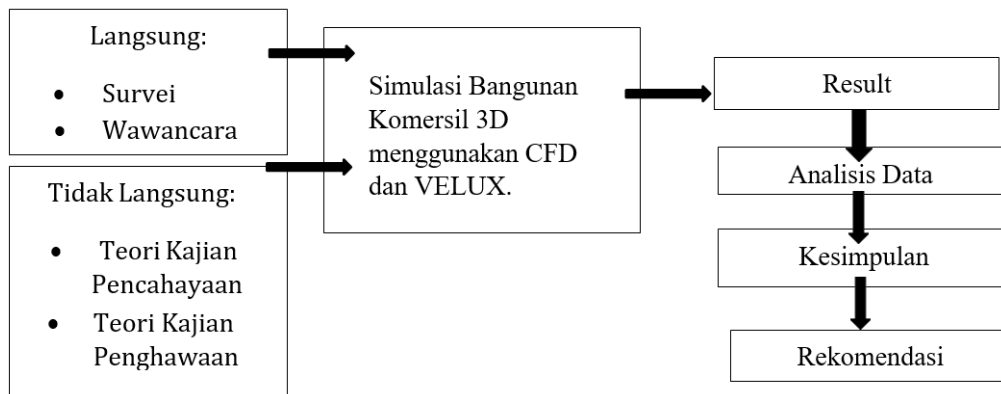 Langsung:
• Survei
• Wawancara
Tidak Langsung:
• Teori Kajian
Pencahayaan
• Teori Kajian
Penghawaan
Simulasi Bangunan
Komersil 3D
menggunakan CFD
dan VELUX.
Result
Analisis Data
Kesimpulan
Rekomendasi